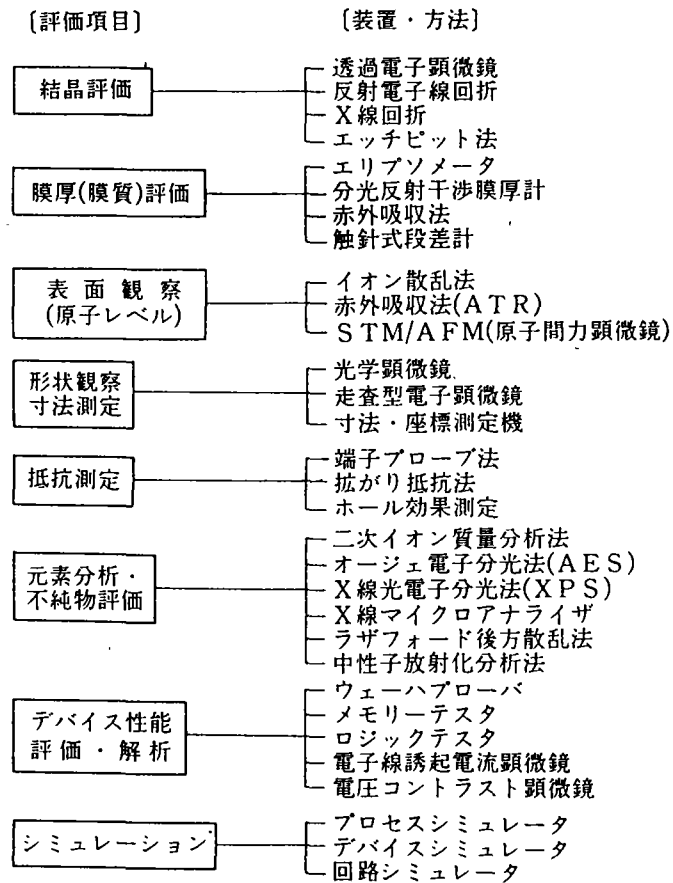 〔評価項目〕　〔装置・方法〕
結晶評価
透過電子顕微鏡
反射電子線回折
X線回折
エッチピット法
膜厚(膜質)評価
エリプソメータ
分光反射干渉膜厚計
赤外吸収法
触針式段差計
表面観察
(原子レベル)
イオン散乱法
赤外吸収法(ATR)
STM/AFM(原子間力顕微鏡)
形状観察
寸法測定
光学顕微鏡
走査型電子顕微鏡
寸法・座標測定機
抵抗測定
端子プローブ法
拡がり抵抗法
ホール効果測定
元素分析・
不純物評価
二次イオン質量分析法
オージェ電子分光法(AES)
X線光電子分光法(XPS)
X線マイクロアナライザ
ラザフォード後方散乱法
中性子放射化分析法
デバイス性能
評価・解析
ウェーハプローバ
メモリーテスタ
ロジックテスタ
電子線誘起電流顕微鏡
電圧コントラスト顕微鏡
シミュレーション
プロセスシミュレータ
デバイスシミュレータ
回路シミュレータ